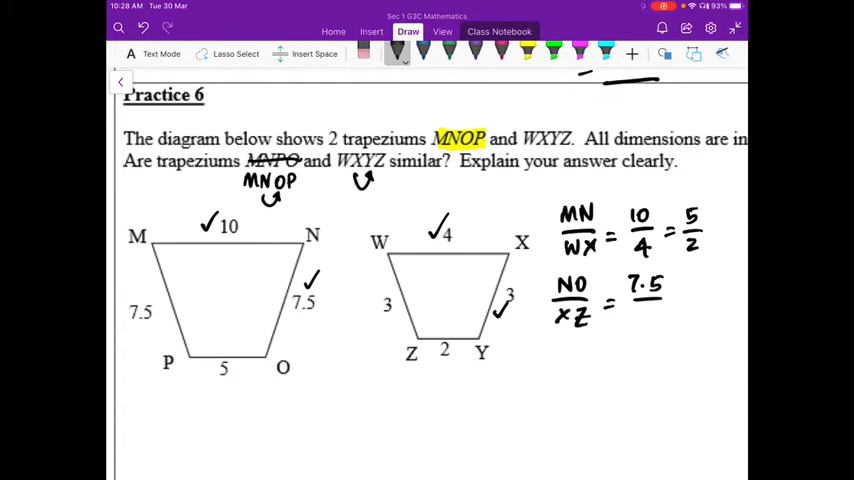 10:28 AM Tue 30 Mar
93%
Sec 1 G3C Mathematics
Home Insert Draw View Class Notebook
A Text Mode Lasso Select Insert Space
Practice 6
The diagram below shows 2 trapeziums MNOP and WXYZ. All dimensions are in
Are trapeziums MNPO and WXYZ similar? Explain your answer clearly.
MNOP
M 10 N
7.5 7.5
P 5 O
W 4 X
3 3
Z 2 Y
MN/WX = 10/4 = 5/2
NO/XZ = 7.5